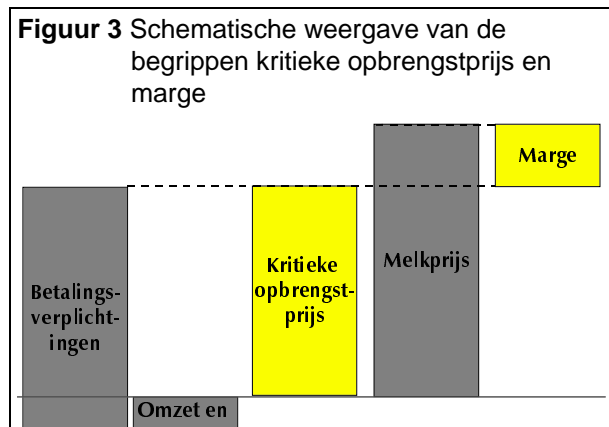 Figuur 3 Schematische weergave van de
begrippen kritieke opbrengstprijs en
marge
Marge
Melkprijs
Kritieke
opbrengst-
prijs
Betalings-
verplicht-
ingen
Omzet en